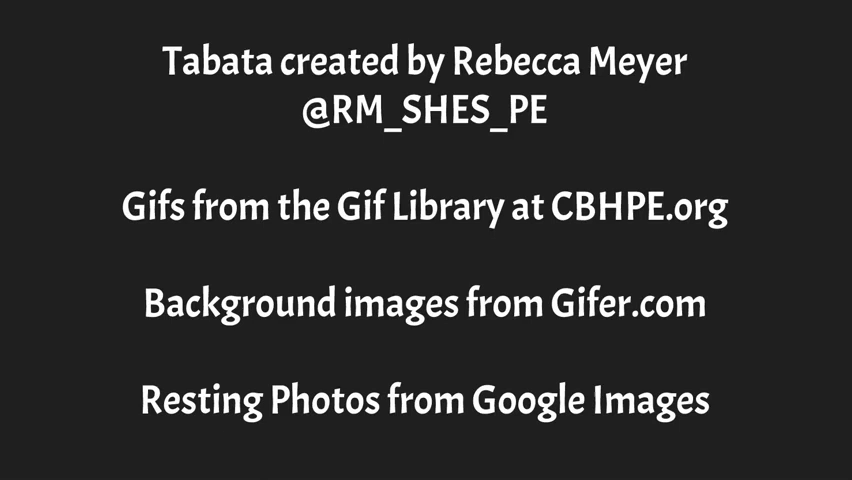 Tabata created by Rebecca Meyer
@RM_SHES_PE
Gifs from the Gif Library at CBHPE.org
Background images from Gifer.com
Resting Photos from Google Images